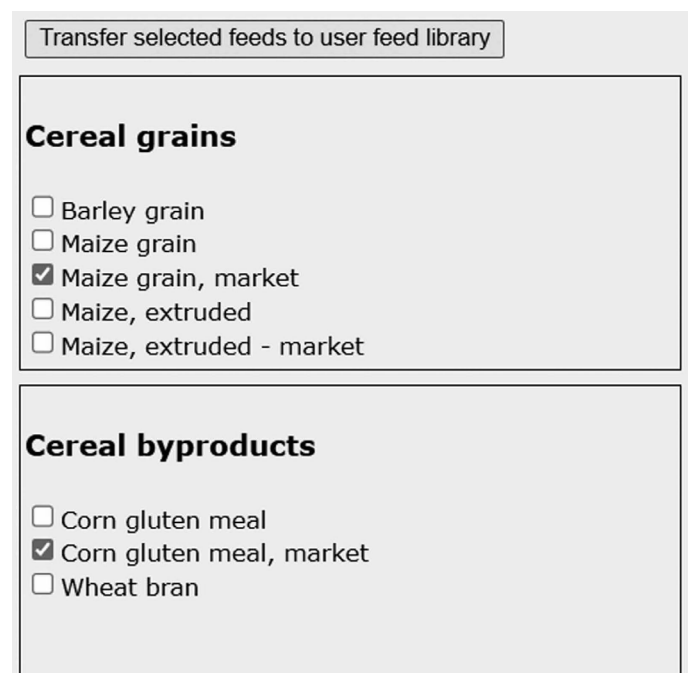 Transfer selected feeds to user feed library
Cereal grains
Barley grain
Maize grain
Maize grain, market
Maize, extruded
Maize, extruded - market
Cereal byproducts
Corn gluten meal
Corn gluten meal, market
Wheat bran